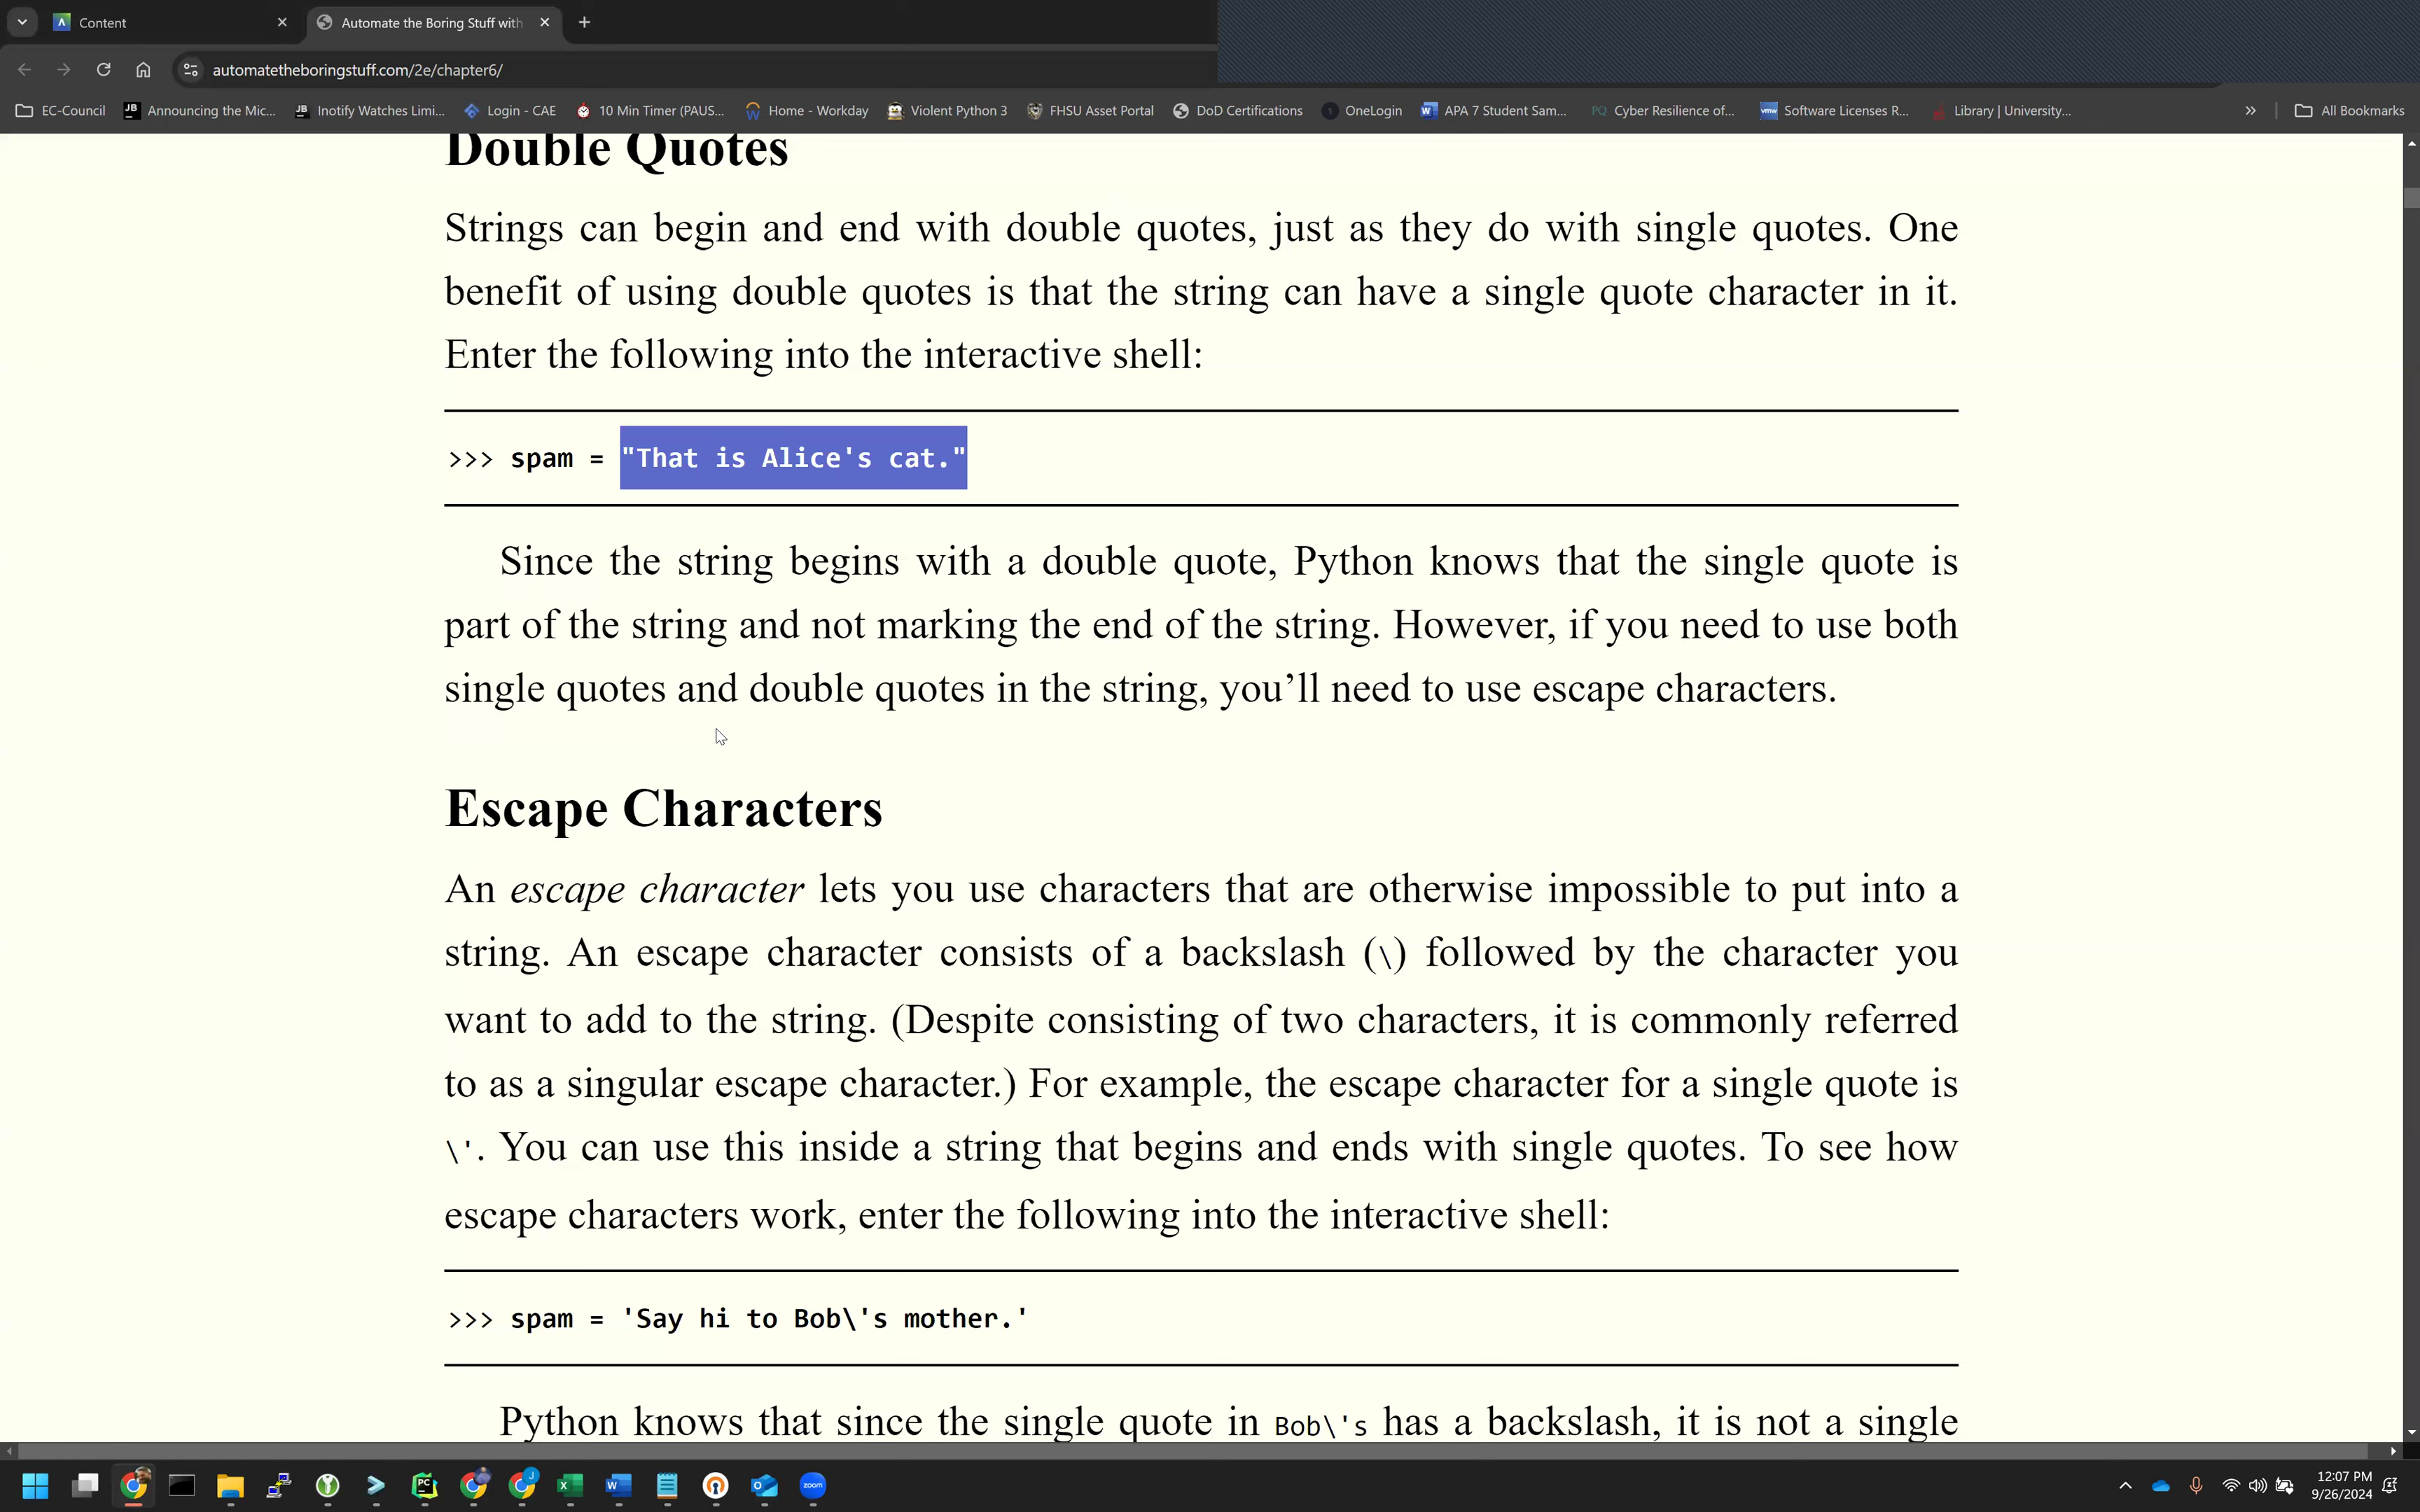 Content
Automate the Boring Stuff with
automatetheboringstuff.com/2e/chapter6/
EC-Council
JB Announcing the Mic...
JB Inotify Watches Limi...
Login - CAE
10 Min Timer (PAUS...
Home - Workday
Violent Python 3
FHSU Asset Portal
DoD Certifications
OneLogin
APA 7 Student Sam...
PQ Cyber Resilience of...
vmw Software Licenses R...
Library | University...
»
All Bookmarks
Double Quotes
Strings can begin and end with double quotes, just as they do with single quotes. One
benefit of using double quotes is that the string can have a single quote character in it.
Enter the following into the interactive shell:
>>> spam = "That is Alice's cat."
Since the string begins with a double quote, Python knows that the single quote is
part of the string and not marking the end of the string. However, if you need to use both
single quotes and double quotes in the string, you’ll need to use escape characters.
Escape Characters
An escape character lets you use characters that are otherwise impossible to put into a
string. An escape character consists of a backslash (\) followed by the character you
want to add to the string. (Despite consisting of two characters, it is commonly referred
to as a singular escape character.) For example, the escape character for a single quote is
\'. You can use this inside a string that begins and ends with single quotes. To see how
escape characters work, enter the following into the interactive shell:
>>> spam = 'Say hi to Bob\'s mother.'
Python knows that since the single quote in Bob\'s has a backslash, it is not a single
zoom
12:07 PM
9/26/2024